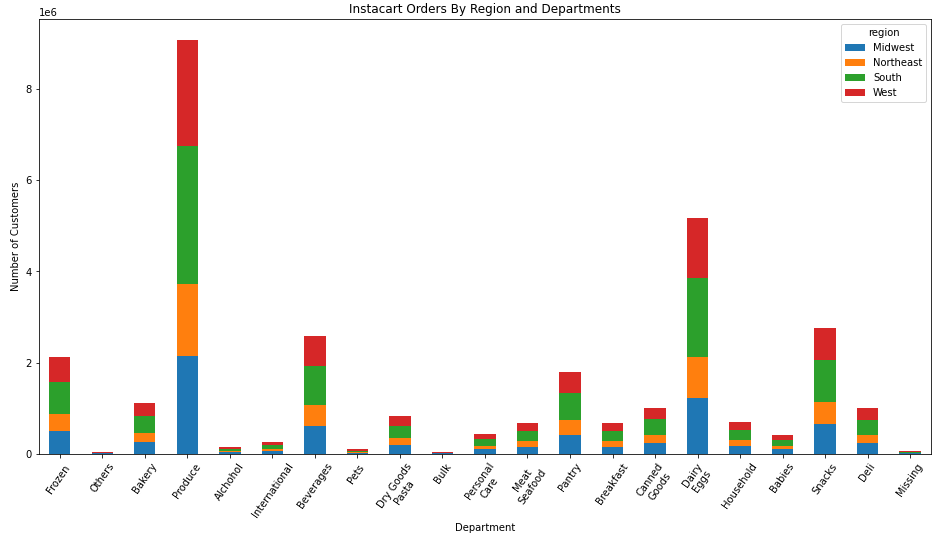 Instacart Orders By Region and Departments
1e6
8
6
4
2
0
Number of Customers
region
Midwest
Northeast
South
West
Frozen
Others
Bakery
Produce
Alchohol
International
Beverages
Pets
Dry Goods
Pasta
Bulk
Personal
Care
Meat
Seafood
Pantry
Breakfast
Canned
Goods
Dairy
Eggs
Household
Babies
Snacks
Deli
Missing
Department